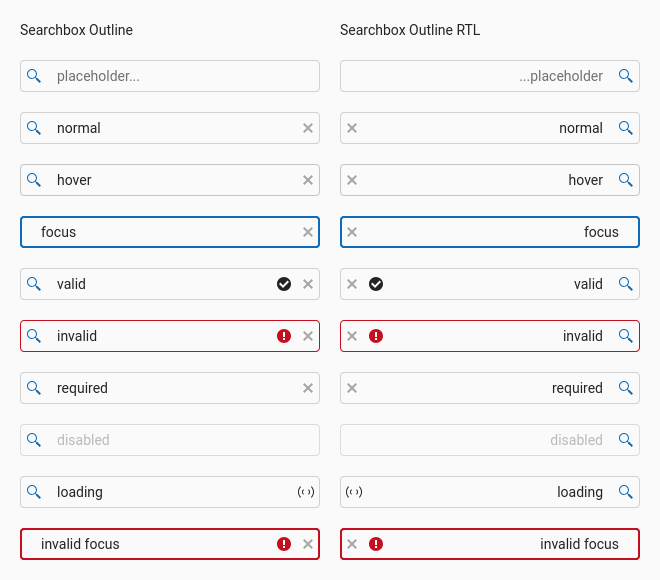 Searchbox Outline
placeholder...
normal
hover
focus
valid
invalid
required
disabled
loading
invalid focus
Searchbox Outline RTL
...placeholder
normal
hover
focus
valid
invalid
required
disabled
loading
invalid focus